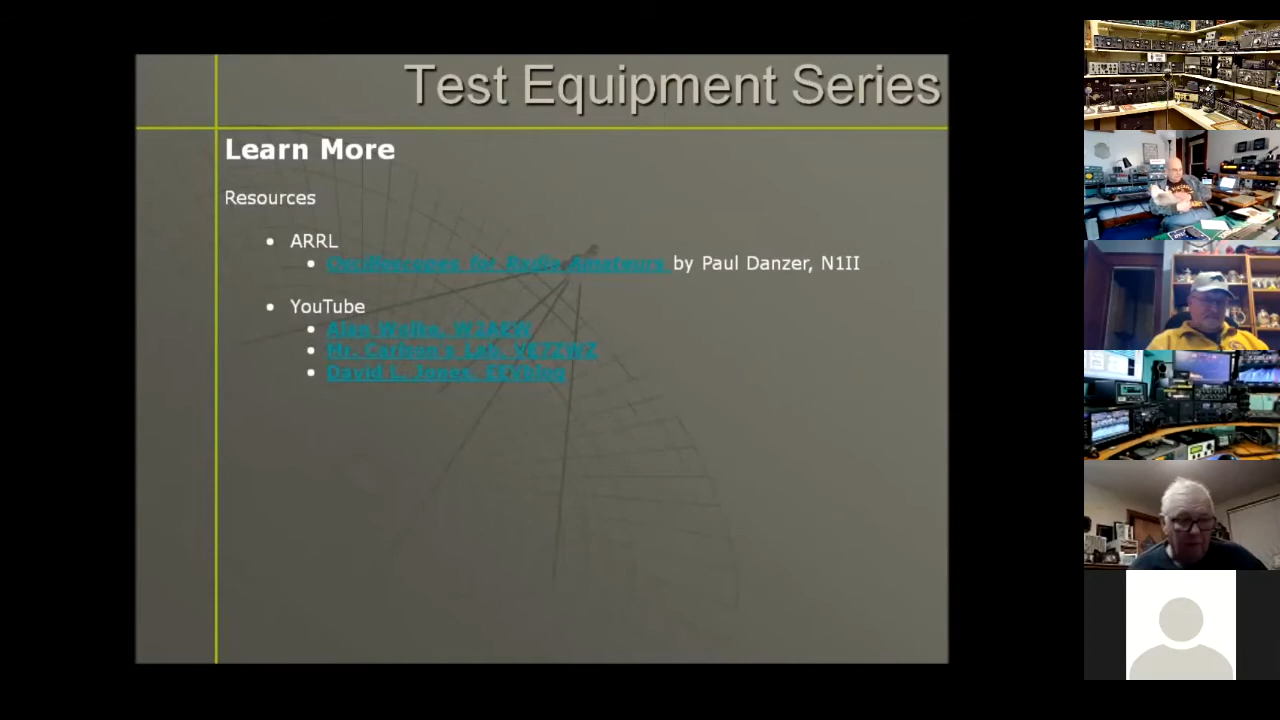 Test Equipment Series
Learn More
Resources
• ARRL
• Oscilloscopes for Radio Amateurs by Paul Danzer, N1II
• YouTube
• Alan Wolke, W2AEW
• Mr. Carlson's Lab, VE7ZWZ
• David L. Jones, EEVblog